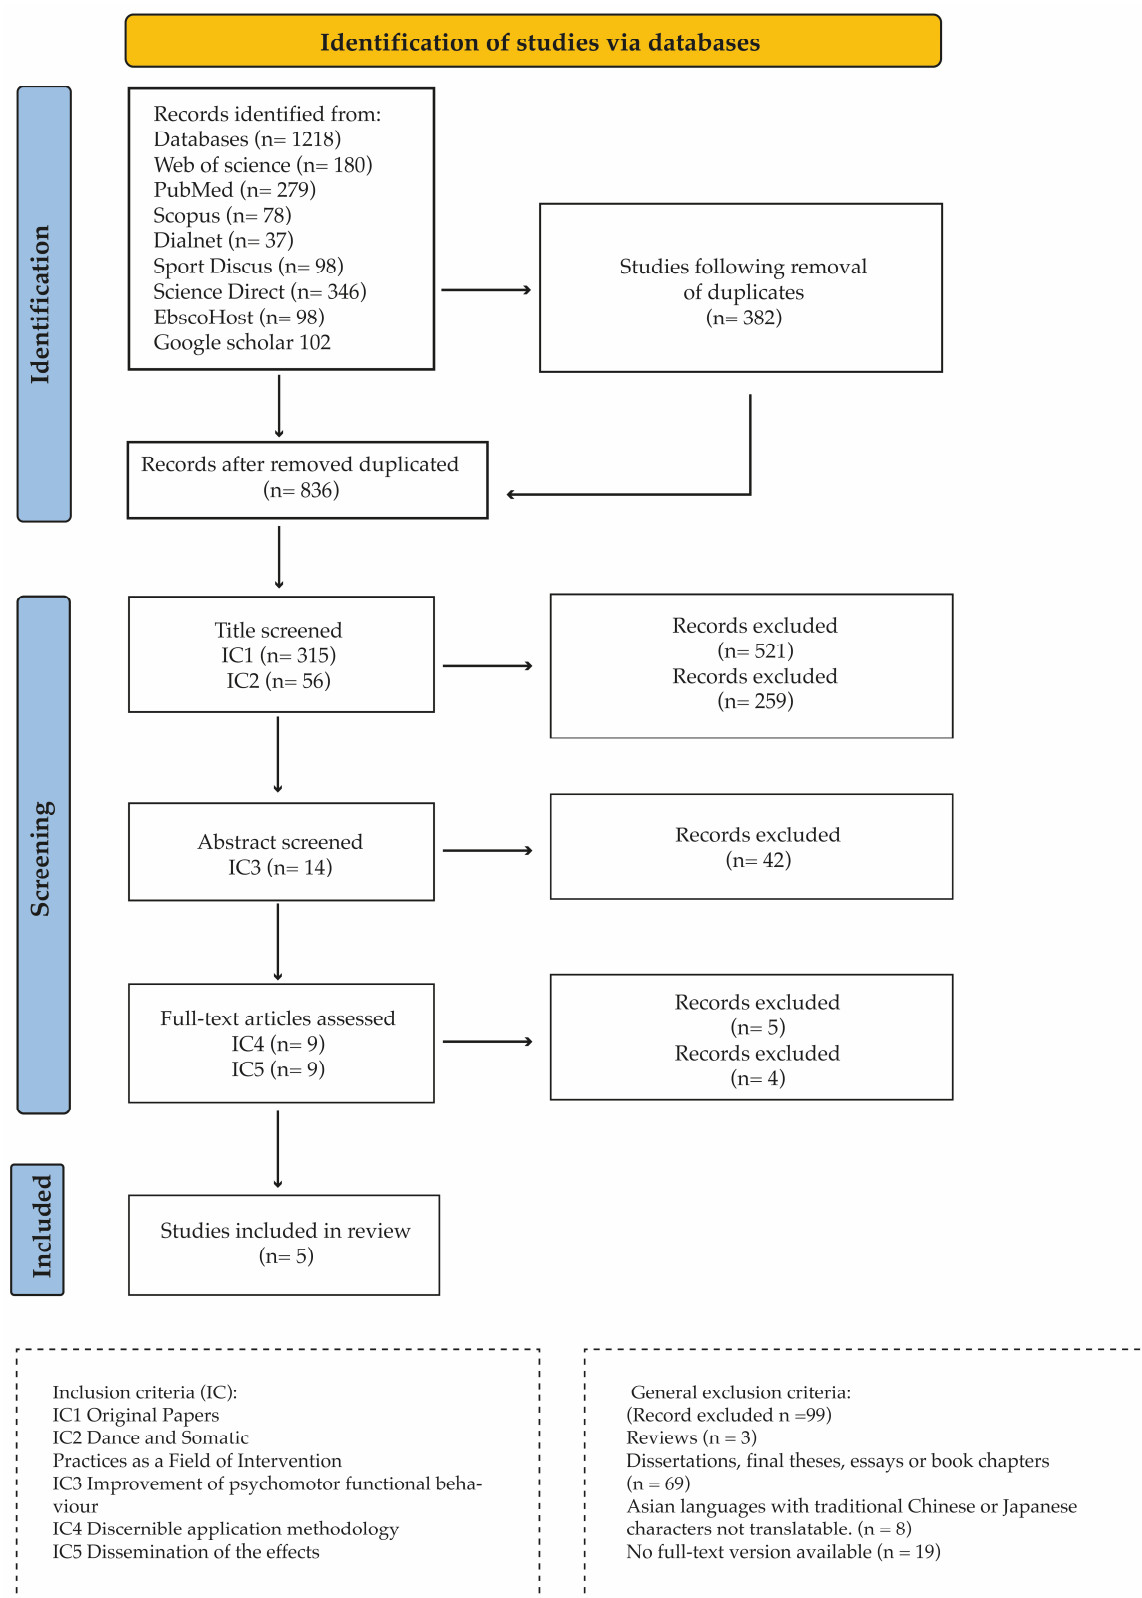 Identification of studies via databases
Identification
Records identified from:
Databases (n= 1218)
Web of science (n= 180)
PubMed (n= 279)
Scopus (n= 78)
Dialnet (n= 37)
Sport Discus (n= 98)
Science Direct (n= 346)
EbscoHost (n= 98)
Google scholar 102
Studies following removal
of duplicates
(n= 382)
Records after removed duplicated
(n= 836)
Screening
Title screened
IC1 (n= 315)
IC2 (n= 56)
Records excluded
(n= 521)
Records excluded
(n= 259)
Abstract screened
IC3 (n= 14)
Records excluded
(n= 42)
Full-text articles assessed
IC4 (n= 9)
IC5 (n= 9)
Records excluded
(n= 5)
Records excluded
(n= 4)
Included
Studies included in review
(n= 5)
Inclusion criteria (IC):
IC1 Original Papers
IC2 Dance and Somatic
Practices as a Field of Intervention
IC3 Improvement of psychomotor functional beha-
viour
IC4 Discernible application methodology
IC5 Dissemination of the effects
General exclusion criteria:
(Record excluded n =99)
Reviews (n = 3)
Dissertations, final theses, essays or book chapters
(n = 69)
Asian languages with traditional Chinese or Japanese
characters not translatable. (n = 8)
No full-text version available (n = 19)